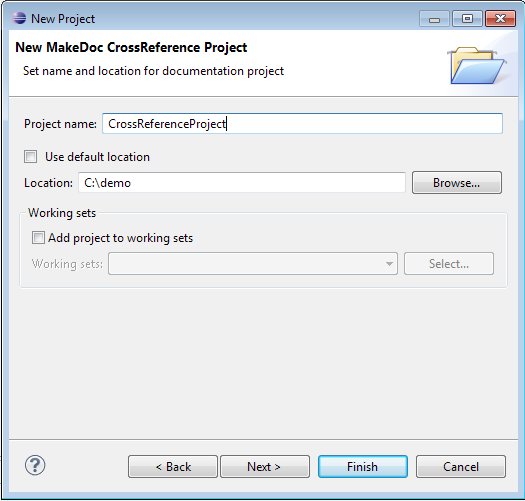 New Project
New MakeDoc CrossReference Project
Set name and location for documentation project
Project name: CrossReferenceProject
Use default location
Location: C:\demo Browse...
Working sets
Add project to working sets
Working sets: Select...
? < Back Next > Finish Cancel